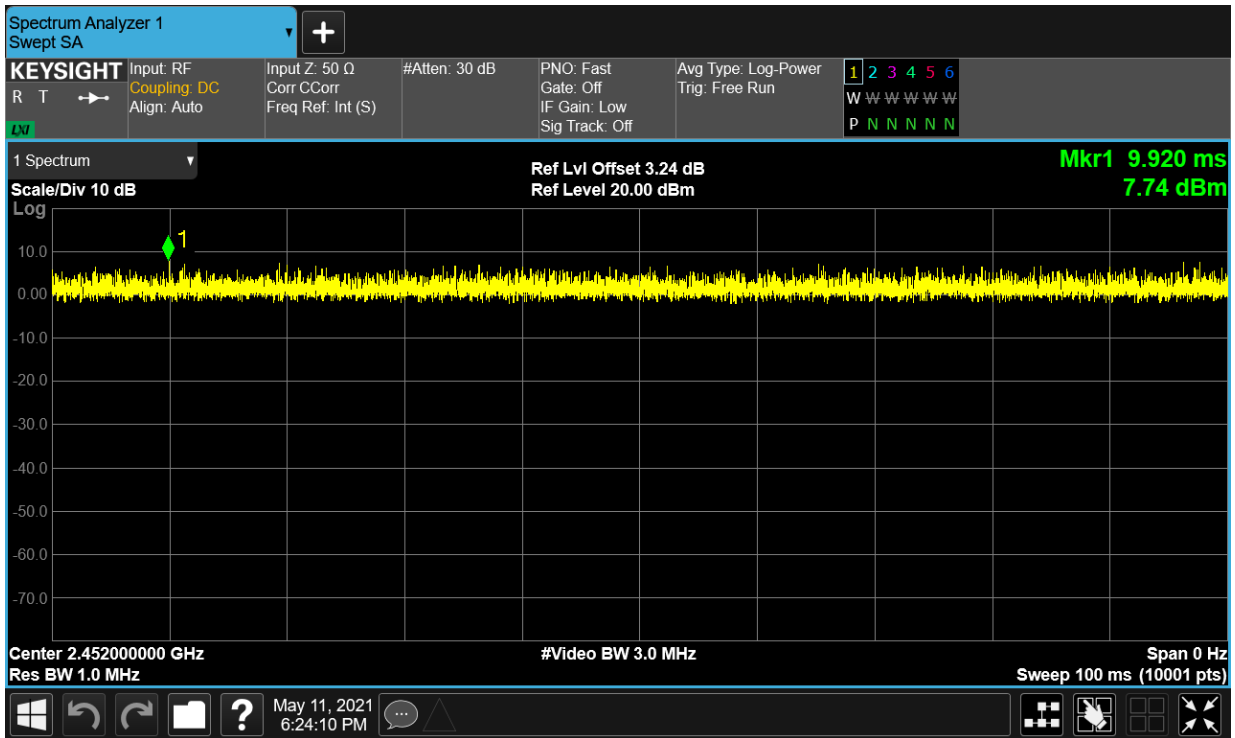 Spectrum Analyzer 1
Swept SA
KEYSIGHT
R T
LXI
Input: RF
Coupling: DC
Align: Auto
Input Z: 50 Ω
Corr CCorr
Freq Ref: Int (S)
#Atten: 30 dB
PNO: Fast
Gate: Off
IF Gain: Low
Sig Track: Off
Avg Type: Log-Power
Trig: Free Run
1 2 3 4 5 6
W W W W W W
P N N N N N
1 Spectrum
Scale/Div 10 dB
Log
Ref Lvl Offset 3.24 dB
Ref Level 20.00 dBm
Mkr1 9.920 ms
7.74 dBm
1
10.0
0.00
-10.0
-20.0
-30.0
-40.0
-50.0
-60.0
-70.0
Center 2.452000000 GHz
Res BW 1.0 MHz
#Video BW 3.0 MHz
Span 0 Hz
Sweep 100 ms (10001 pts)
?
May 11, 2021
6:24:10 PM